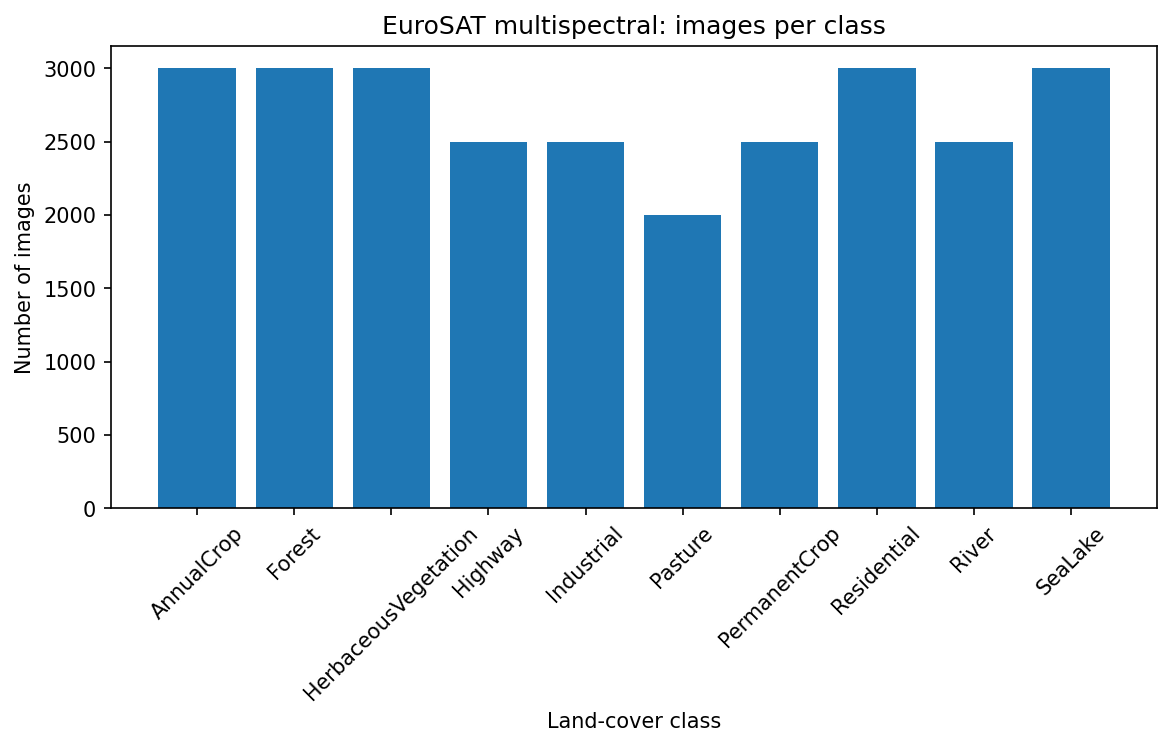 EuroSAT multispectral: images per class
Number of images
3000
2500
2000
1500
1000
500
0
AnnualCrop
Forest
HerbaceousVegetation
Highway
Industrial
Pasture
PermanentCrop
Residential
River
SeaLake
Land-cover class